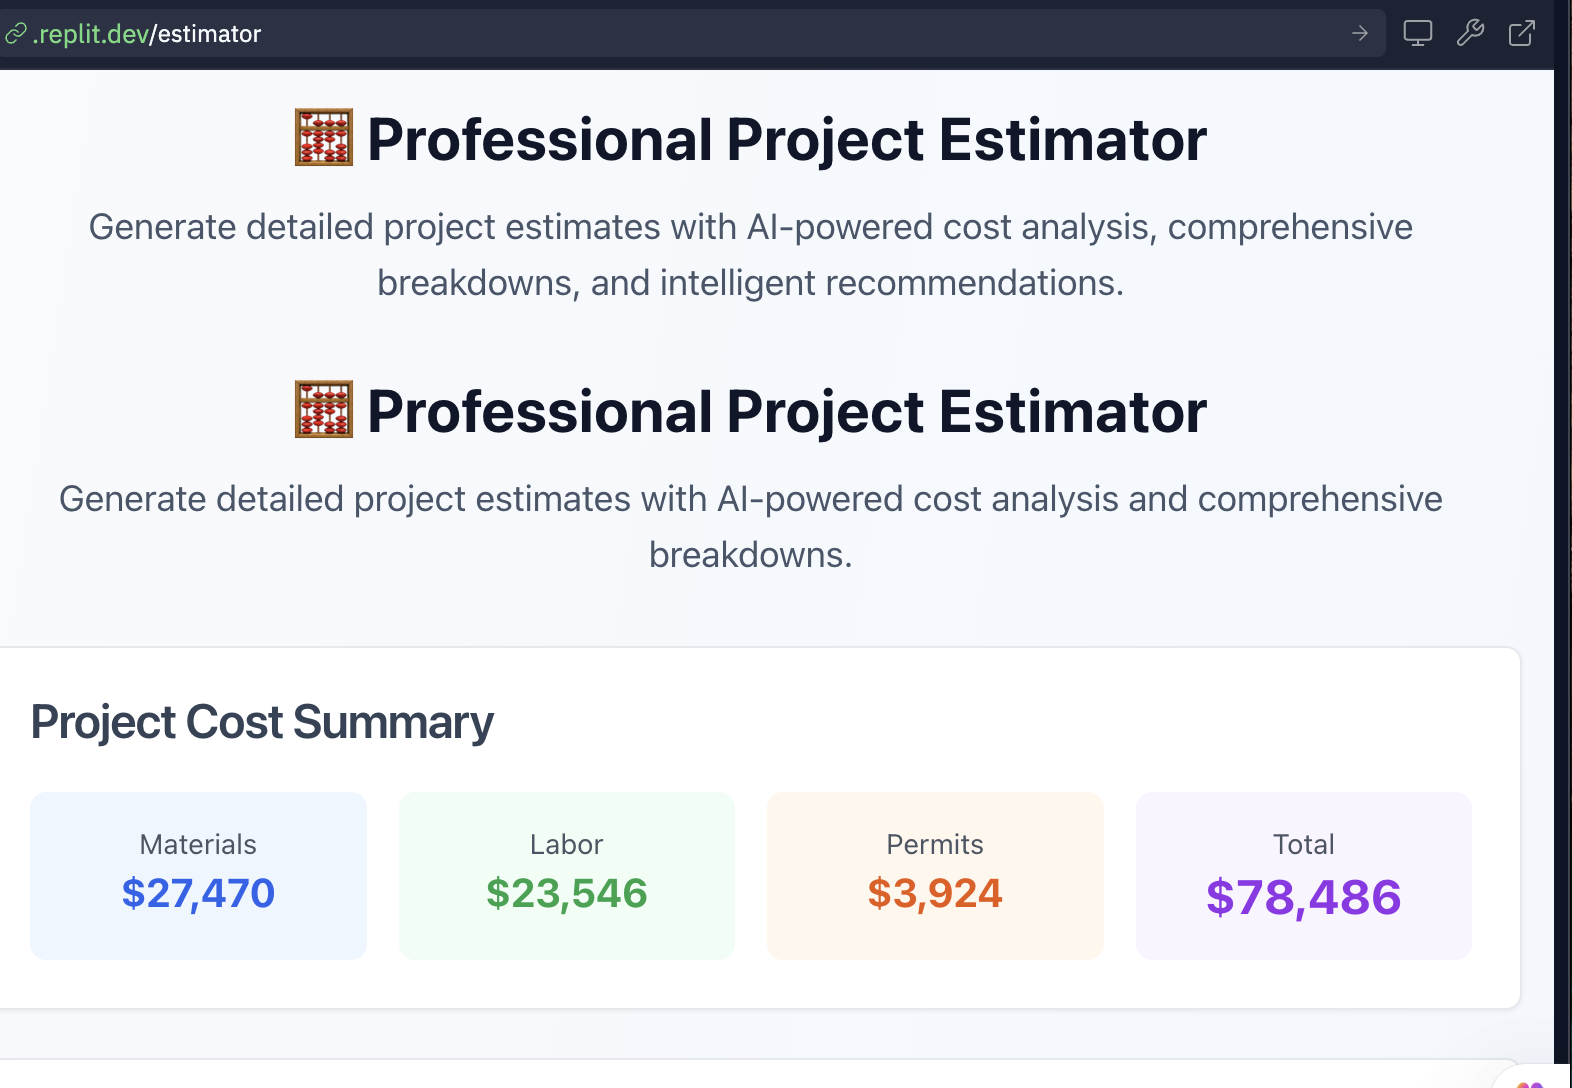 .replit.dev/estimator
Professional Project Estimator
Generate detailed project estimates with AI-powered cost analysis, comprehensive
breakdowns, and intelligent recommendations.
Professional Project Estimator
Generate detailed project estimates with AI-powered cost analysis and comprehensive
breakdowns.
Project Cost Summary
Materials
$27,470
Labor
$23,546
Permits
$3,924
Total
$78,486